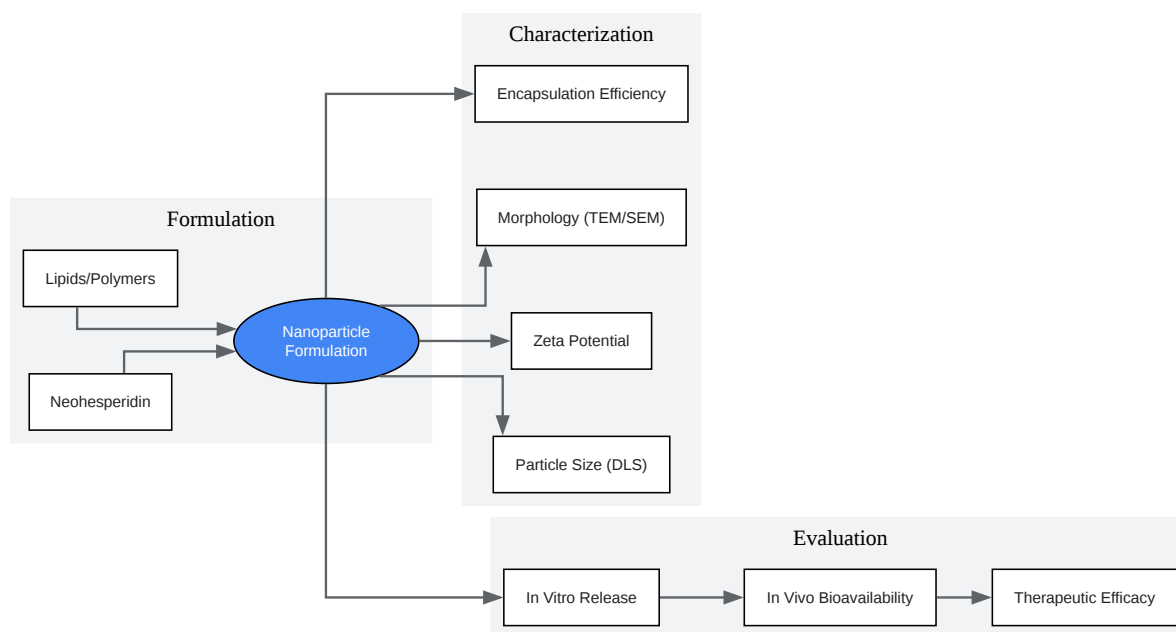 Characterization
Encapsulation Efficiency
Morphology (TEM/SEM)
Formulation
Lipids/Polymers
Nanoparticle
Formulation
Zeta Potential
Neohesperidin
Particle Size (DLS)
Evaluation
In Vitro Release
In Vivo Bioavailability
Therapeutic Efficacy